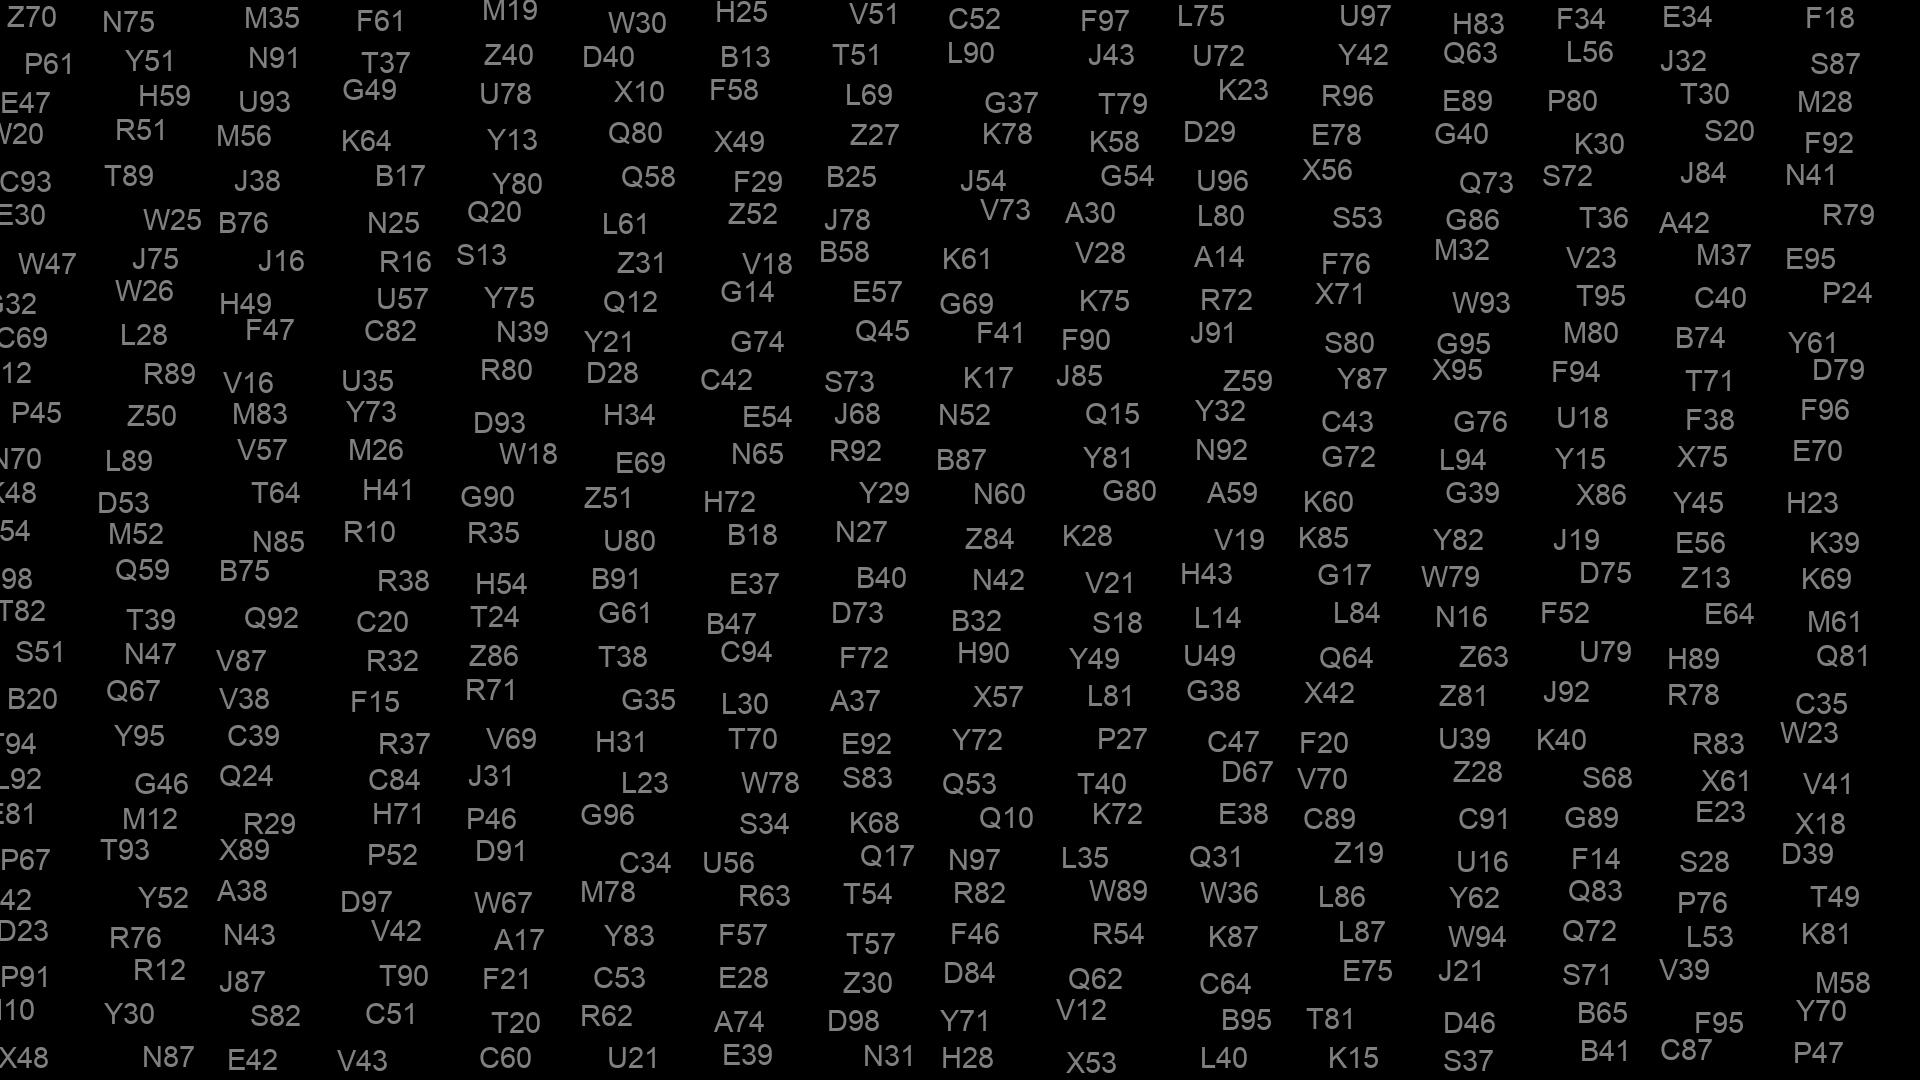 Z70 N75 M35 F61 M19 W30 H25 V51 C52 F97 L75 U97 H83 F34 E34 F18
P61 Y51 N91 T37 Z40 D40 B13 T51 L90 J43 U72 Y42 Q63 L56 J32 S87
E47 H59 U93 G49 U78 X10 F58 L69 G37 T79 K23 R96 E89 P80 T30 M28
W20 R51 M56 K64 Y13 Q80 X49 Z27 K78 K58 D29 E78 G40 K30 S20 F92
C93 T89 J38 B17 Y80 Q58 F29 B25 J54 G54 U96 X56 Q73 S72 J84 N41
E30 W25 B76 N25 Q20 L61 Z52 J78 V73 A30 L80 S53 G86 T36 A42 R79
W47 J75 J16 R16 S13 Z31 V18 B58 K61 V28 A14 F76 M32 V23 M37 E95
G32 W26 H49 U57 Y75 Q12 G14 E57 G69 K75 R72 X71 W93 T95 C40 P24
C69 L28 F47 C82 N39 Y21 G74 Q45 F41 F90 J91 S80 G95 M80 B74 Y61
12 R89 V16 U35 R80 D28 C42 S73 K17 J85 Z59 Y87 X95 F94 T71 D79
P45 Z50 M83 Y73 D93 H34 E54 J68 N52 Q15 Y32 C43 G76 U18 F38 F96
N70 L89 V57 M26 W18 E69 N65 R92 B87 Y81 N92 G72 L94 Y15 X75 E70
K48 D53 T64 H41 G90 Z51 H72 Y29 N60 G80 A59 K60 G39 X86 Y45 H23
54 M52 N85 R10 R35 U80 B18 N27 Z84 K28 V19 K85 Y82 J19 E56 K39
98 Q59 B75 R38 H54 B91 E37 B40 N42 V21 H43 G17 W79 D75 Z13 K69
T82 T39 Q92 C20 T24 G61 B47 D73 B32 S18 L14 L84 N16 F52 E64 M61
S51 N47 V87 R32 Z86 T38 C94 F72 H90 Y49 U49 Q64 Z63 U79 H89 Q81
B20 Q67 V38 F15 R71 G35 L30 A37 X57 L81 G38 X42 Z81 J92 R78 C35
T94 Y95 C39 R37 V69 H31 T70 E92 Y72 P27 C47 F20 U39 K40 R83 W23
L92 G46 Q24 C84 J31 L23 W78 S83 Q53 T40 D67 V70 Z28 S68 X61 V41
E81 M12 R29 H71 P46 G96 S34 K68 Q10 K72 E38 C89 C91 G89 E23 X18
P67 T93 X89 P52 D91 C34 U56 Q17 N97 L35 Q31 Z19 U16 F14 S28 D39
42 Y52 A38 D97 W67 M78 R63 T54 R82 W89 W36 L86 Y62 Q83 P76 T49
D23 R76 N43 V42 A17 Y83 F57 T57 F46 R54 K87 L87 W94 Q72 L53 K81
P91 R12 J87 T90 F21 C53 E28 Z30 D84 Q62 C64 E75 J21 S71 V39 M58
10 Y30 S82 C51 T20 R62 A74 D98 Y71 V12 B95 T81 D46 B65 F95 Y70
X48 N87 E42 V43 C60 U21 E39 N31 H28 X53 L40 K15 S37 B41 C87 P47